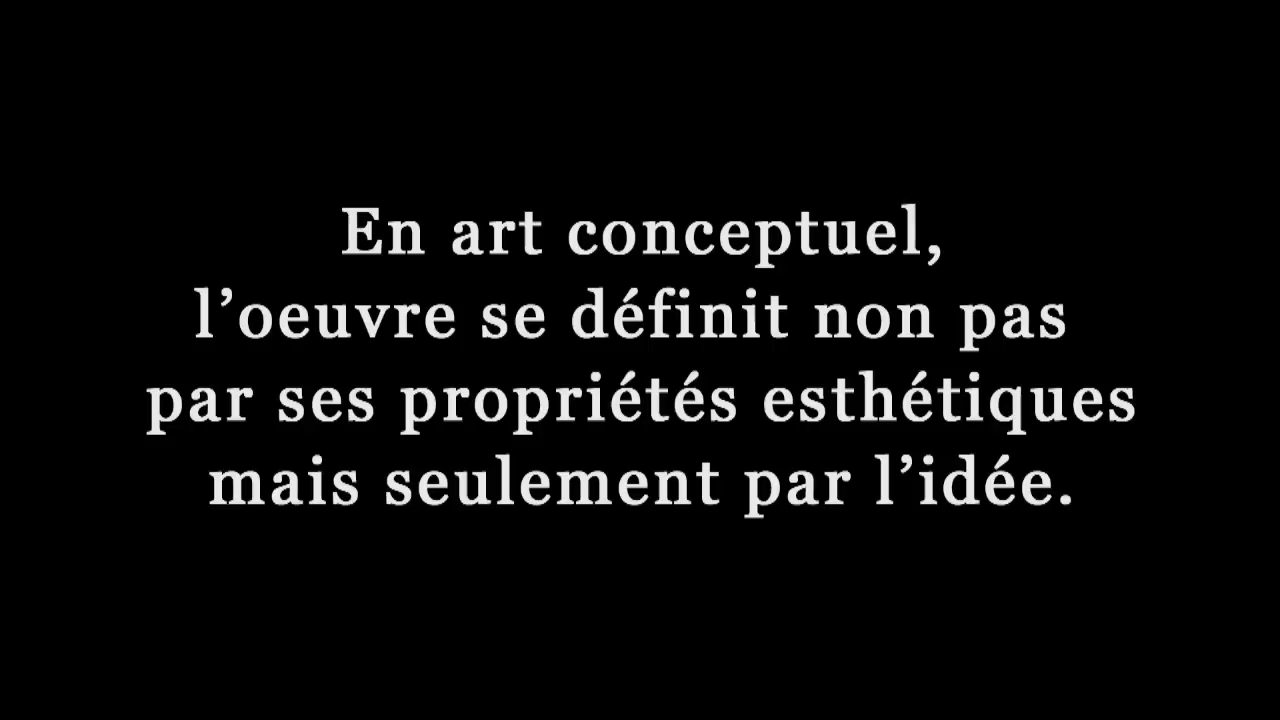 En art conceptuel,
l’oeuvre se définit non pas
par ses propriétés esthétiques
mais seulement par l’idée.